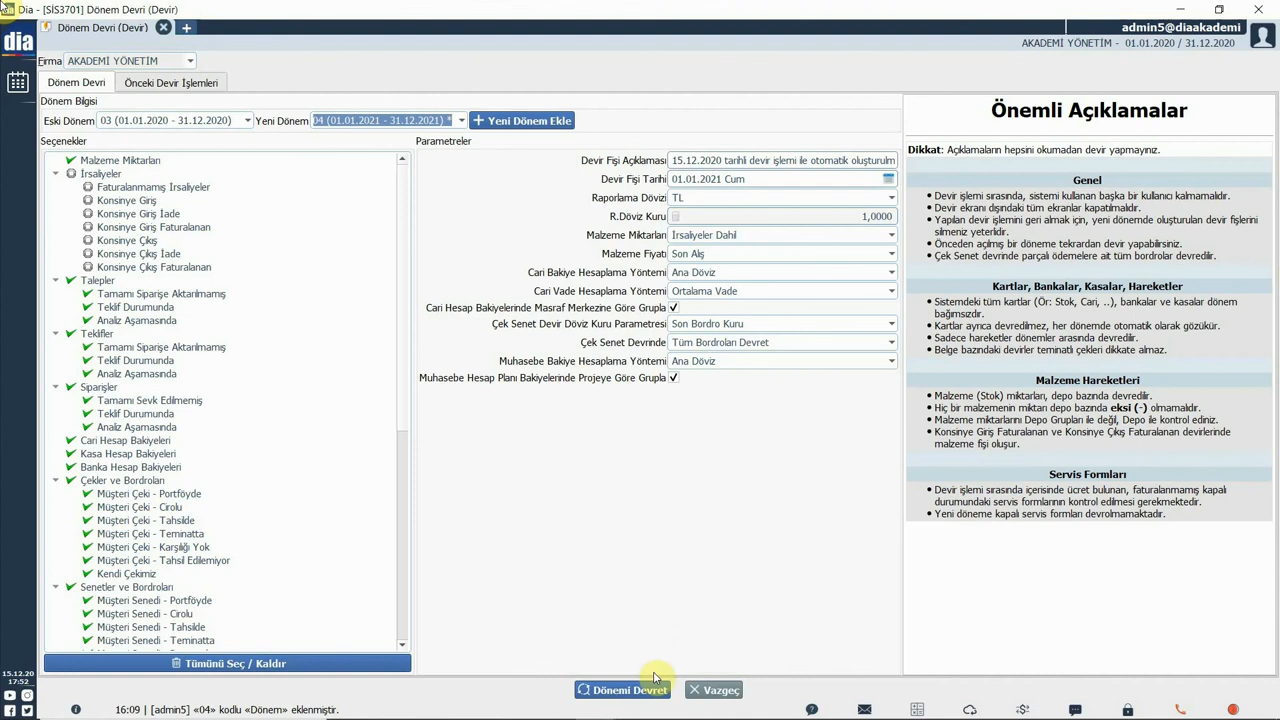 Dia - [SİS3701] Dönem Devri (Devir)
dia
Dönem Devri (Devir)
admin5@diaakademi
AKADEMİ YÖNETİM - 01.01.2020 / 31.12.2020
Firma AKADEMİ YÖNETİM
Dönem Devri
Önceki Devir İşlemleri
Dönem Bilgisi
Eski Dönem 03 (01.01.2020 - 31.12.2020)
Yeni Dönem 04 (01.01.2021 - 31.12.2021) *
Yeni Dönem Ekle
Seçenekler
Malzeme Miktarları
İrsaliyeler
Faturalanmamış İrsaliyeler
Konsinye Giriş
Konsinye Giriş İade
Konsinye Giriş Faturalanan
Konsinye Çıkış
Konsinye Çıkış İade
Konsinye Çıkış Faturalanan
Talepler
Tamamı Siparişe Aktarılmamış
Teklif Durumunda
Analiz Aşamasında
Teklifler
Tamamı Siparişe Aktarılmamış
Teklif Durumunda
Analiz Aşamasında
Siparişler
Tamamı Sevk Edilmemiş
Teklif Durumunda
Analiz Aşamasında
Cari Hesap Bakiyeleri
Kasa Hesap Bakiyeleri
Banka Hesap Bakiyeleri
Çekler ve Bordroları
Müşteri Çeki - Portföyde
Müşteri Çeki - Cirolu
Müşteri Çeki - Tahsilde
Müşteri Çeki - Teminatta
Müşteri Çeki - Karşılığı Yok
Müşteri Çeki - Tahsil Edilemiyor
Kendi Çekimiz
Senetler ve Bordroları
Müşteri Senedi - Portföyde
Müşteri Senedi - Cirolu
Müşteri Senedi - Tahsilde
Müşteri Senedi - Teminatta
Tümünü Seç / Kaldır
Parametreler
Devir Fişi Açıklaması 15.12.2020 tarihli devir işlemi ile otomatik oluşturulm
Devir Fişi Tarihi 01.01.2021 Cum
Raporlama Dövizi TL
R.Döviz Kuru 1,0000
Malzeme Miktarları İrsaliyeler Dahil
Malzeme Fiyatı Son Alış
Cari Bakiye Hesaplama Yöntemi Ana Döviz
Cari Vade Hesaplama Yöntemi Ortalama Vade
Cari Hesap Bakiyelerinde Masraf Merkezine Göre Grupla
Çek Senet Devir Döviz Kuru Parametresi Son Bordro Kuru
Çek Senet Devrinde Tüm Bordroları Devret
Muhasebe Bakiye Hesaplama Yöntemi Ana Döviz
Muhasebe Hesap Planı Bakiyelerinde Projeye Göre Grupla
Dönemi Devret
Vazgeç
Önemli Açıklamalar
Dikkat: Açıklamaların hepsini okumadan devir yapmayınız.
Genel
• Devir işlemi sırasında, sistemi kullanan başka bir kullanıcı kalmamalıdır.
• Devir ekranı dışındaki tüm ekranlar kapatılmalıdır.
• Yapılan devir işlemini geri almak için, yeni dönemde oluşturulan devir fişlerini
silmeniz yeterlidir.
• Önceden açılmış bir döneme tekrardan devir yapabilirsiniz.
• Çek Senet devrinde parçalı ödemelere ait tüm bordrolar devredilir.
Kartlar, Bankalar, Kasalar, Hareketler
• Sistemdeki tüm kartlar (Ör: Stok, Cari, ..), bankalar ve kasalar dönem
bağımsızdır.
• Kartlar ayrıca devredilmez, her dönemde otomatik olarak gözükür.
• Sadece hareketler dönemler arasında devredilir.
• Belge bazındaki devirler teminatlı çekleri dikkate almaz.
Malzeme Hareketleri
• Malzeme (Stok) miktarları, depo bazında devredilir.
• Hiç bir malzemenin miktarı depo bazında eksi (-) olmamalıdır.
• Malzeme miktarlarını Depo Grupları ile değil, Depo ile kontrol ediniz.
• Konsinye Giriş Faturalanan ve Konsinye Çıkış Faturalanan devirlerinde
malzeme fişi oluşur.
Servis Formları
• Devir işlemi sırasında içerisinde ücret bulunan, faturalanmamış kapalı
durumundaki servis formlarının kontrol edilmesi gerekmektedir.
• Yeni döneme kapalı servis formları devrolmamaktadır.
15.12.20
17:52
16:09 | [admin5] «04» kodlu «Dönem» eklenmiştir.